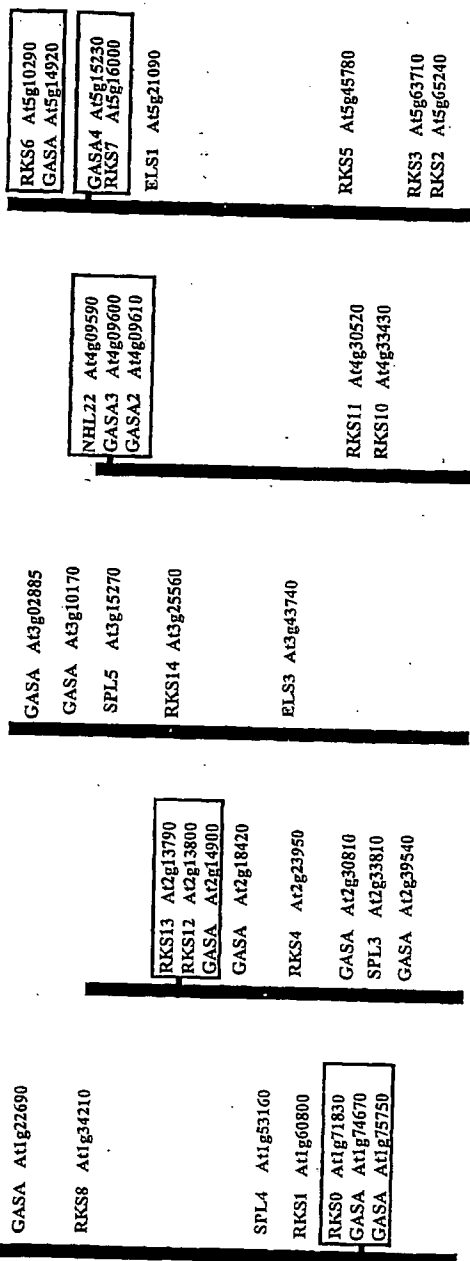 GASA At1g22690
RKS8 At1g34210
SPL4 At1g53160
RKS1 At1g60800
RKS0 At1g71830
GASA At1g74670
GASA At1g75750
RKS13 At2g13790
RKS12 At2g13800
GASA At2g14900
GASA At2g18420
RKS4 At2g23950
GASA At2g30810
SPL3 At2g33810
GASA At2g39540
GASA At3g02885
GASA At3g10170
SPL5 At3g15270
RKS14 At3g25560
ELS3 At3g43740
NHL22 At4g09590
GASA3 At4g09600
GASA2 At4g09610
RKS11 At4g30520
RKS10 At4g33430
RKS6 At5g10290
GASA At5g14920
GASA4 At5g15230
RKS7 At5g16000
ELS1 At5g21090
RKS5 At5g45780
RKS3 At5g63710
RKS2 At5g65240